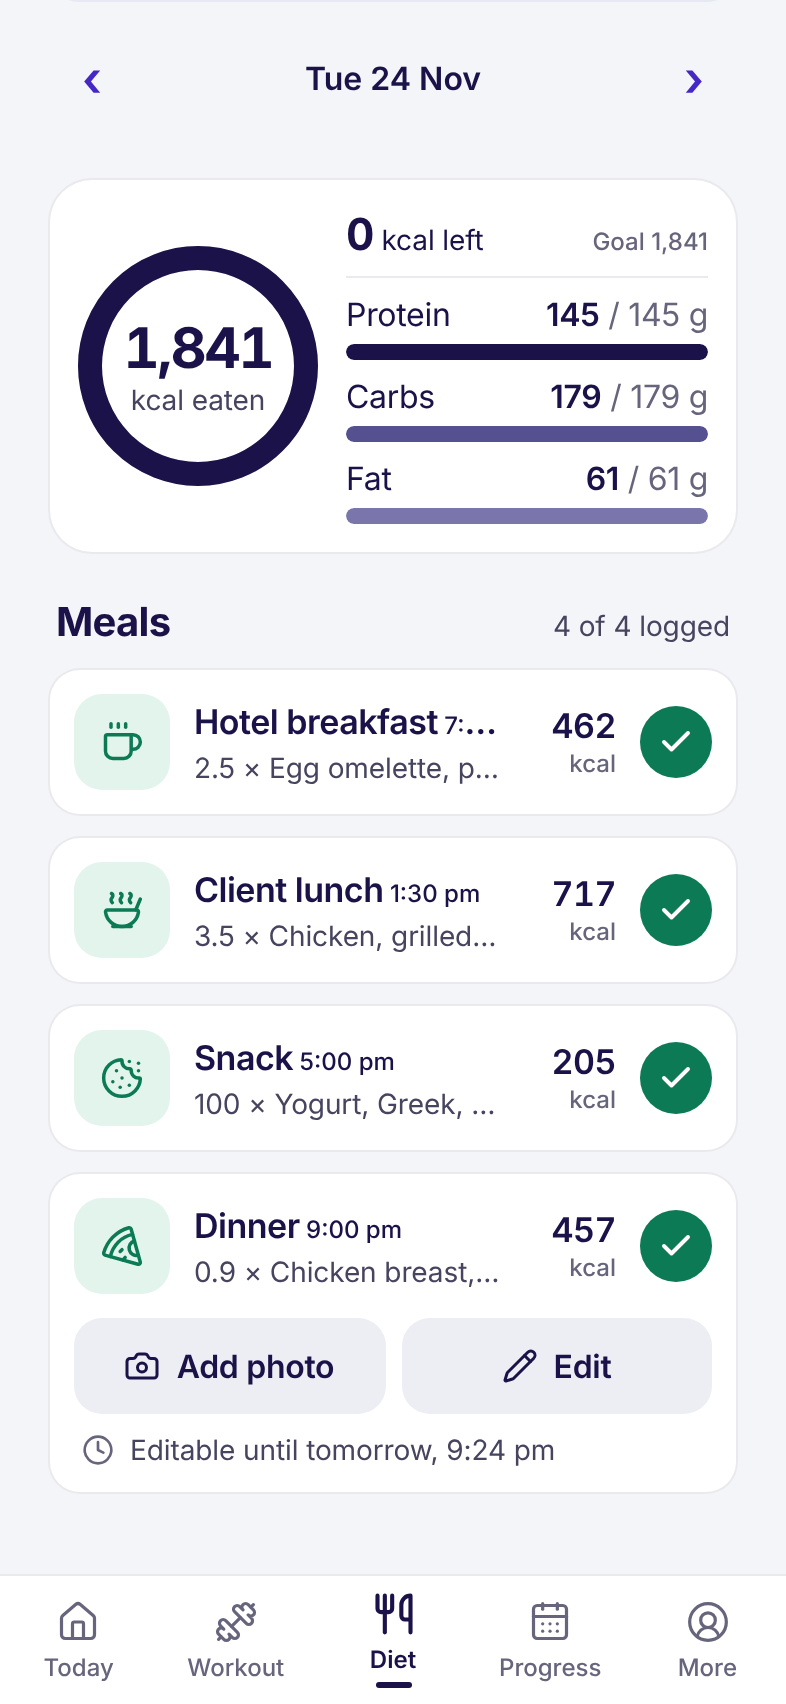 Tue 24 Nov
0 kcal left Goal 1,841
1,841
kcal eaten
Protein 145 / 145 g
Carbs 179 / 179 g
Fat 61 / 61 g
Meals 4 of 4 logged
Hotel breakfast 7:...
2.5 × Egg omelette, p...
462
kcal
Client lunch 1:30 pm
3.5 × Chicken, grilled...
717
kcal
Snack 5:00 pm
100 × Yogurt, Greek, ...
205
kcal
Dinner 9:00 pm
0.9 × Chicken breast,...
457
kcal
Add photo
Edit
Editable until tomorrow, 9:24 pm
Today Workout Diet Progress More